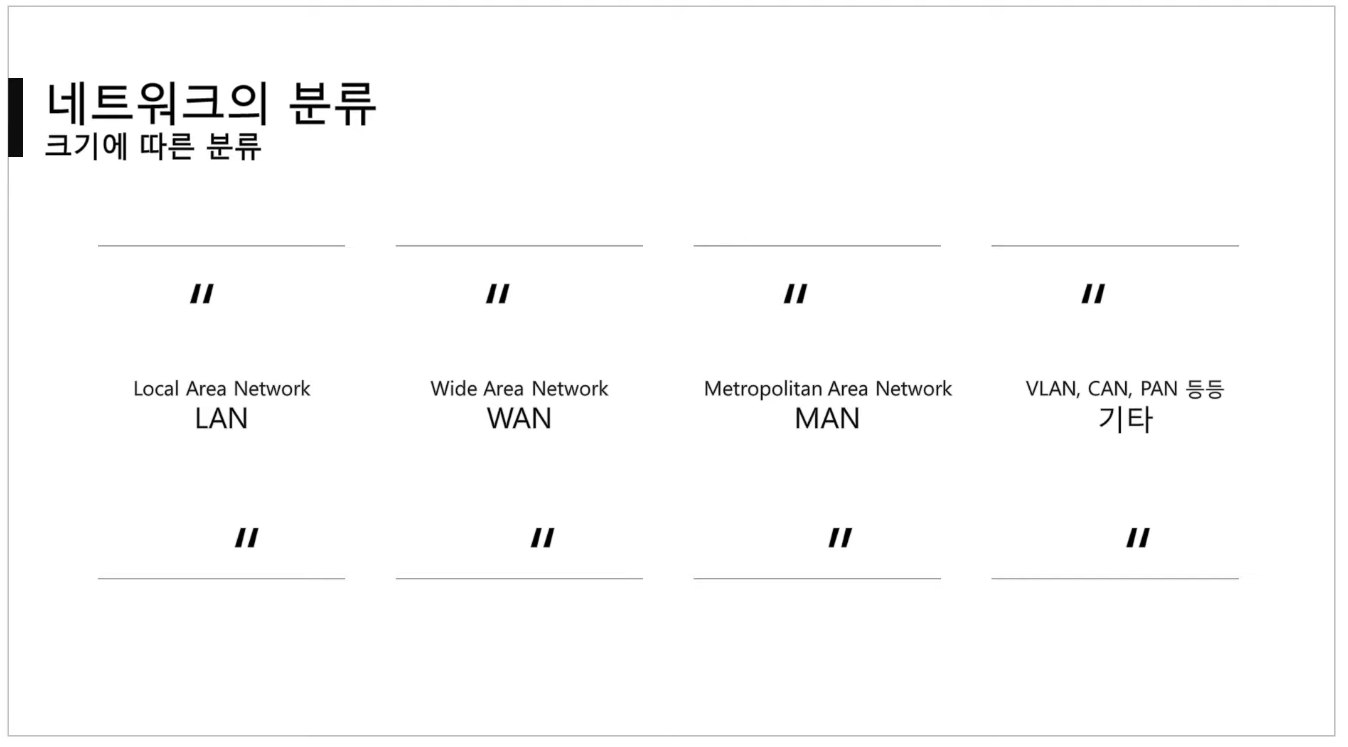 네트워크의 분류
크기에 따른 분류
"
"
"
"
Local Area Network
LAN
Wide Area Network
WAN
Metropolitan Area Network
MAN
VLAN, CAN, PAN 등등
기타
"
"
"
"